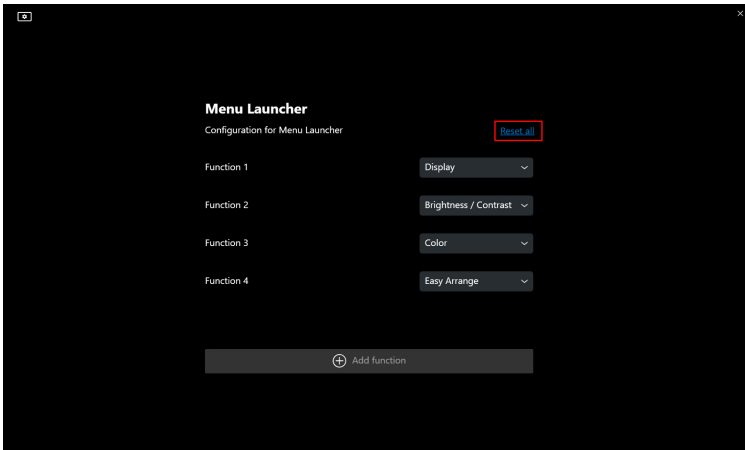 Menu Launcher
Configuration for Menu Launcher Reset all
Function 1 Display
Function 2 Brightness / Contrast
Function 3 Color
Function 4 Easy Arrange
Add function